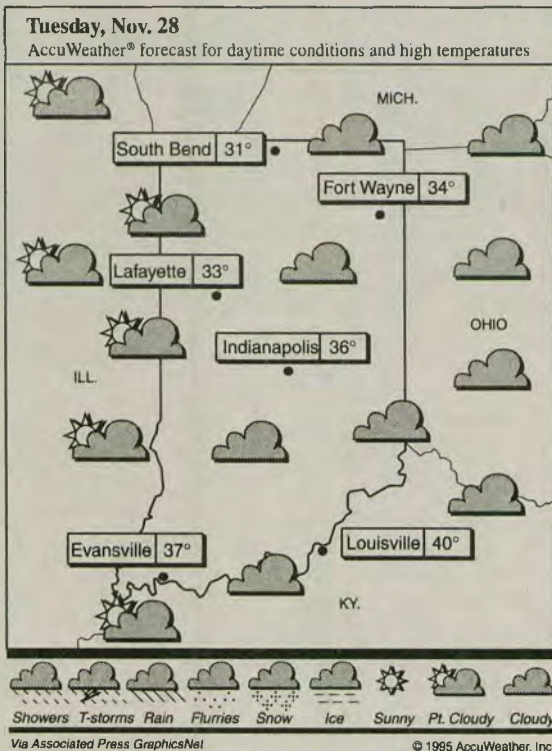 Tuesday, Nov. 28
AccuWeather® forecast for daytime conditions and high temperatures
MICH.
South Bend 31°
Fort Wayne 34°
Lafayette 33°
OHIO
Indianapolis 36°
ILL.
Evansville 37°
Louisville 40°
KY.
Showers T-storms Rain Flurries Snow Ice Sunny Pt. Cloudy Cloudy
Via Associated Press GraphicsNet
© 1995 AccuWeather, Inc